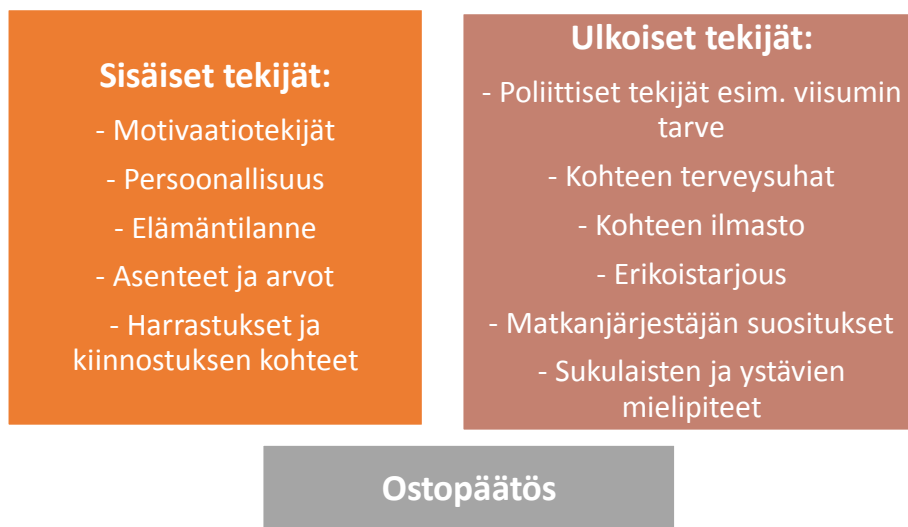 Sisäiset tekijät:
- Motivaatiotekijät
- Persoonallisuus
- Elämäntilanne
- Asenteet ja arvot
- Harrastukset ja
kiinnostuksen kohteet
Ulkoiset tekijät:
- Poliittiset tekijät esim. viisumin
tarve
- Kohteen terveysuhat
- Kohteen ilmasto
- Erikoistarjous
- Matkanjärjestäjän suositukset
- Sukulaisten ja ystävien
mielipiteet
Ostopäätös